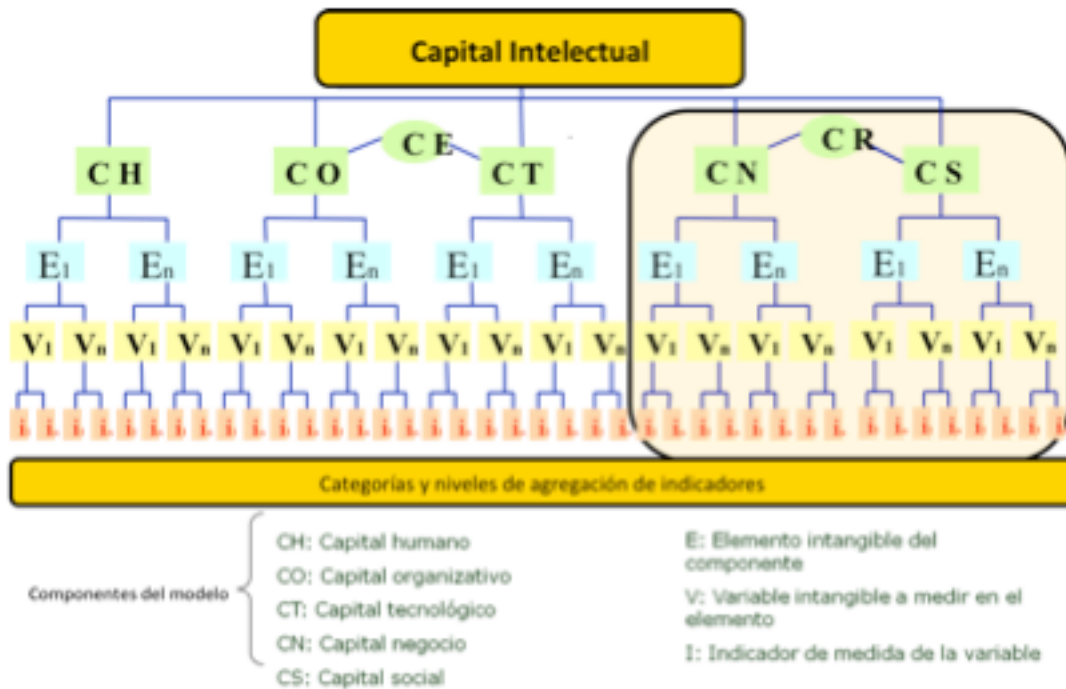 Capital Intelectual
C E C R
C H C O C T C N C S
E1 En E1 En E1 En E1 En E1 En
V1 Vn V1 Vn V1 Vn V1 Vn V1 Vn V1 Vn V1 Vn V1 Vn V1 Vn V1 Vn
Categorías y niveles de agregación de indicadores
Componentes del modelo
CH: Capital humano
CO: Capital organizativo
CT: Capital tecnológico
CN: Capital negocio
CS: Capital social
E: Elemento intangible del
componente
V: Variable intangible a medir en el
elemento
I: Indicador de medida de la variable